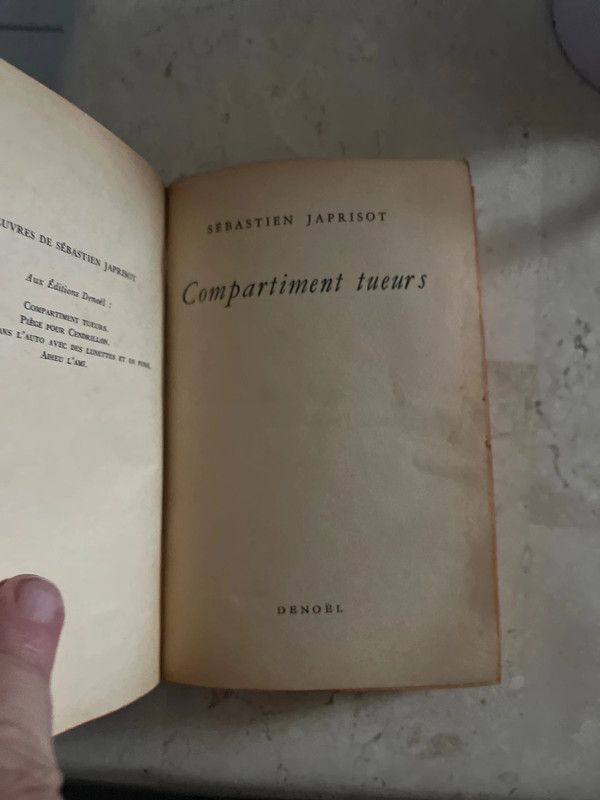 UVRES DE SÉBASTIEN JAPRISOT
Aux Éditions Denoël :
COMPARTIMENT TUEURS.
PIÈGE POUR CENDRILLON.
ANS L'AUTO AVEC DES LUNETTES ET UN FUSIL.
ADIEU L'AMI.
SÉBASTIEN JAPRISOT
Compartiment tueurs
DENOËL